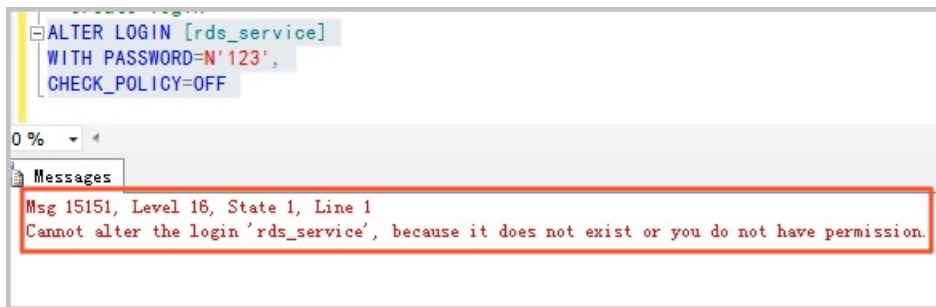 ALTER LOGIN [rds_service]
WITH PASSWORD=N'123',
CHECK_POLICY=OFF
0 %
Messages
Msg 15151, Level 16, State 1, Line 1
Cannot alter the login 'rds_service', because it does not exist or you do not have permission.